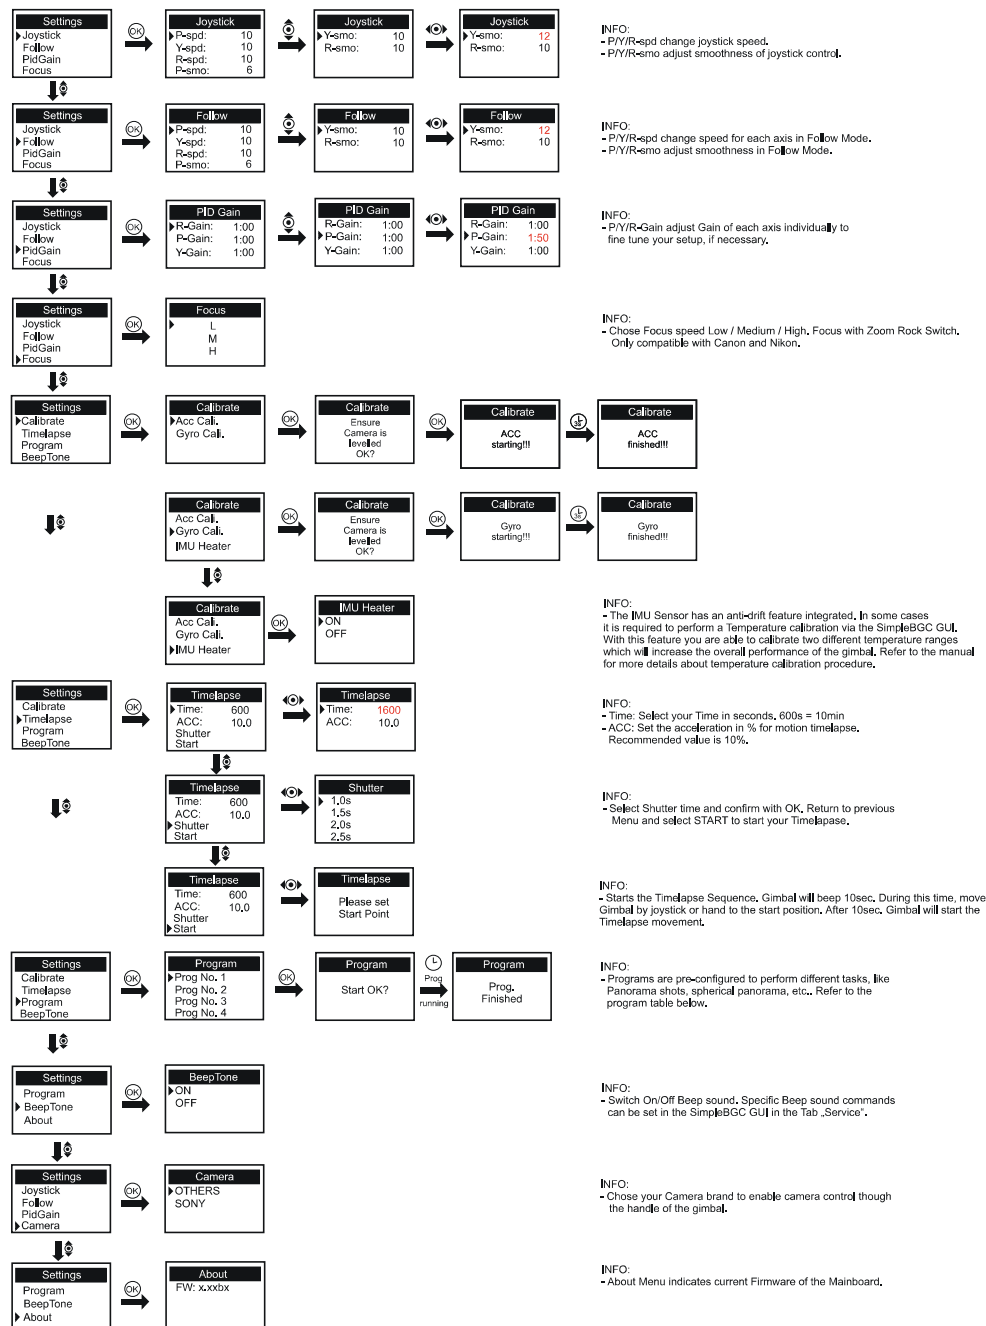 Settings
Joystick
Follow
PidGain
Focus
OK
Joystick
P-spd: 10
Y-spd: 10
R-spd: 10
P-smo: 6
Joystick
Y-smo: 10
R-smo: 10
Joystick
Y-smo: 12
R-smo: 10
INFO:
- P/Y/R-spd change joystick speed.
- P/Y/R-smo adjust smoothness of joystick control.
Settings
Joystick
Follow
PidGain
Focus
OK
Follow
P-spd: 10
Y-spd: 10
R-spd: 10
P-smo: 6
Follow
Y-smo: 10
R-smo: 10
Follow
Y-smo: 12
R-smo: 10
INFO:
- P/Y/R-spd change speed for each axis in Follow Mode.
- P/Y/R-smo adjust smoothness in Follow Mode.
Settings
Joystick
Follow
PidGain
Focus
OK
PID Gain
R-Gain: 1:00
P-Gain: 1:00
Y-Gain: 1:00
PID Gain
R-Gain: 1:00
P-Gain: 1:00
Y-Gain: 1:00
PID Gain
R-Gain: 1:00
P-Gain: 1:50
Y-Gain: 1:00
INFO:
- P/Y/R-Gain adjust Gain of each axis individually to
fine tune your setup, if necessary.
Settings
Joystick
Follow
PidGain
Focus
OK
Focus
L
M
H
INFO:
- Chose Focus speed Low / Medium / High. Focus with Zoom Rock Switch.
Only compatible with Canon and Nikon.
Settings
Calibrate
Timelapse
Program
BeepTone
OK
Calibrate
Acc Cali.
Gyro Cali.
OK
Calibrate
Ensure
Camera is
levelled
OK?
OK
Calibrate
ACC
starting!!!
3s
Calibrate
ACC
finished!!!
Calibrate
Acc Cali.
Gyro Cali.
IMU Heater
OK
Calibrate
Ensure
Camera is
levelled
OK?
OK
Calibrate
Gyro
starting!!!
3s
Calibrate
Gyro
finished!!!
Calibrate
Acc Cali.
Gyro Cali.
IMU Heater
OK
IMU Heater
ON
OFF
INFO:
- The IMU Sensor has an anti-drift feature integrated. In some cases
it is required to perform a Temperature calibration via the SimpleBGC GUI.
With this feature you are able to calibrate two different temperature ranges
which will increase the overall performance of the gimbal. Refer to the manual
for more details about temperature calibration procedure.
Settings
Calibrate
Timelapse
Program
BeepTone
OK
Timelapse
Time: 600
ACC: 10.0
Shutter
Start
Timelapse
Time: 1600
ACC: 10.0
INFO:
- Time: Select your Time in seconds. 600s = 10min
- ACC: Set the acceleration in % for motion timelapse.
Recommended value is 10%.
Timelapse
Time: 600
ACC: 10.0
Shutter
Start
Shutter
1.0s
1.5s
2.0s
2.5s
INFO:
- Select Shutter time and confirm with OK. Return to previous
Menu and select START to start your Timelapase.
Timelapse
Time: 600
ACC: 10.0
Shutter
Start
Timelapse
Please set
Start Point
INFO:
- Starts the Timelapse Sequence. Gimbal will beep 10sec. During this time, move
Gimbal by joystick or hand to the start position. After 10sec. Gimbal will start the
Timelapse movement.
Settings
Calibrate
Timelapse
Program
BeepTone
OK
Program
Prog No. 1
Prog No. 2
Prog No. 3
Prog No. 4
OK
Program
Start OK?
Prog
running
Program
Prog.
Finished
INFO:
- Programs are pre-configured to perform different tasks, like
Panorama shots, spherical panorama, etc.. Refer to the
program table below.
Settings
Program
BeepTone
About
OK
BeepTone
ON
OFF
INFO:
- Switch On/Off Beep sound. Specific Beep sound commands
can be set in the SimpleBGC GUI in the Tab „Service“.
Settings
Joystick
Follow
PidGain
Camera
OK
Camera
OTHERS
SONY
INFO:
- Chose your Camera brand to enable camera control though
the handle of the gimbal.
Settings
Program
BeepTone
About
OK
About
FW: x.xxbx
INFO:
- About Menu indicates current Firmware of the Mainboard.